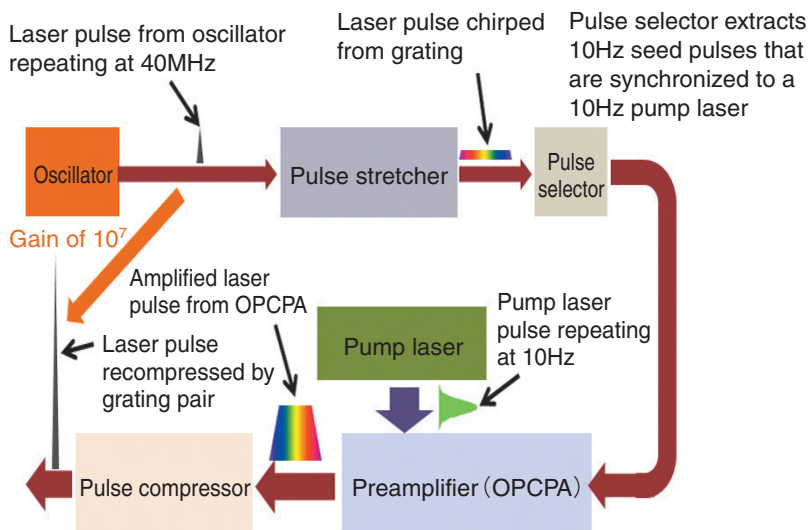 Laser pulse from oscillator
repeating at 40MHz
Laser pulse chirped
from grating
Pulse selector extracts
10Hz seed pulses that
are synchronized to a
10Hz pump laser
Oscillator
Pulse stretcher
Pulse
selector
Gain of 10⁷
Amplified laser
pulse from OPCPA
Pump laser
pulse repeating
at 10Hz
Laser pulse
recompressed by
grating pair
Pump laser
Pulse compressor
Preamplifier（OPCPA）